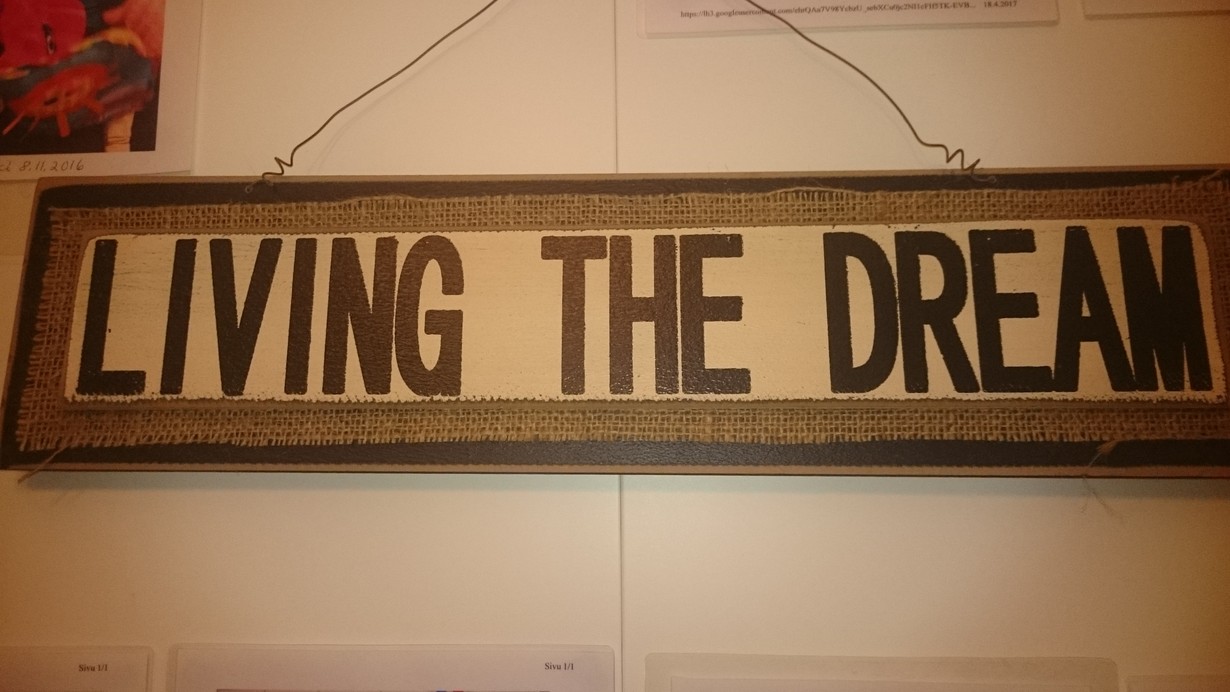 18.4.2017
8.11.2016
LIVING THE DREAM
Sivu 1/1
Sivu 1/1